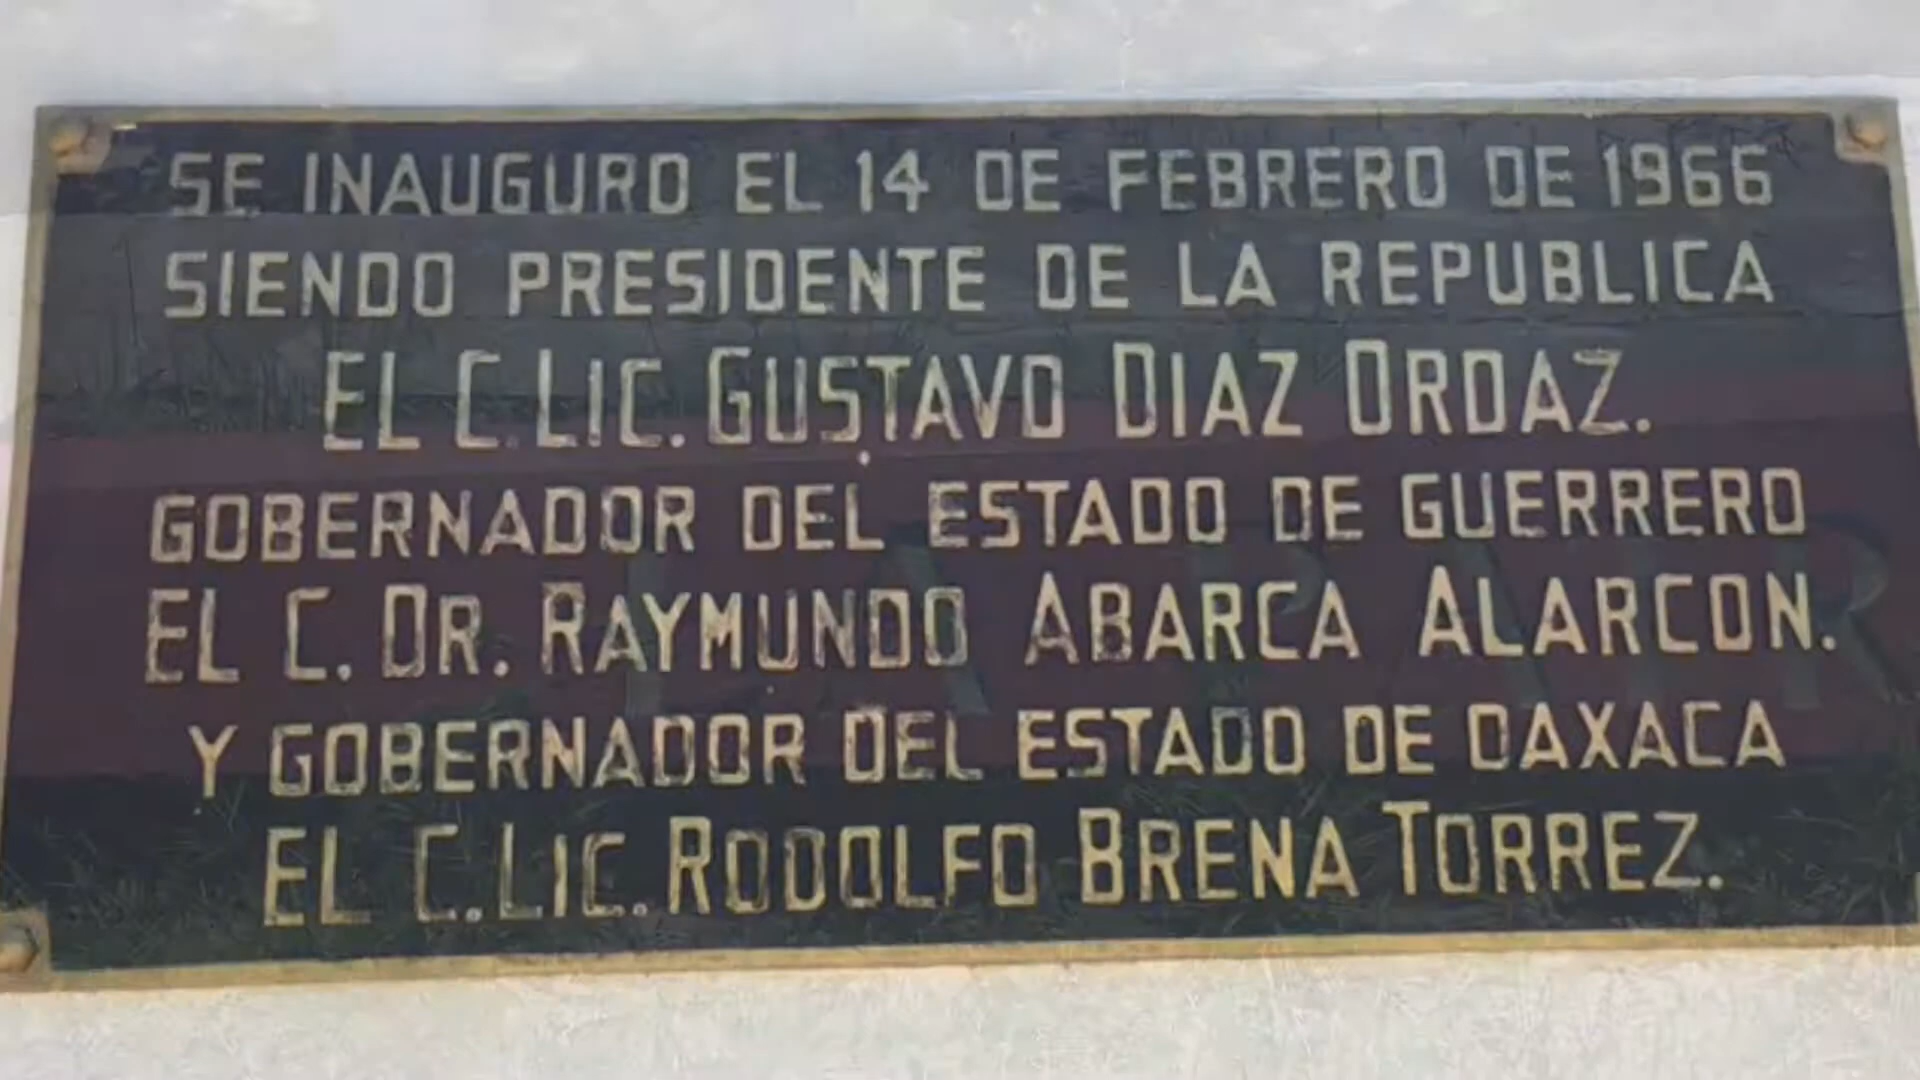 SE INAUGURO EL 14 DE FEBRERO DE 1966
SIENDO PRESIDENTE DE LA REPUBLICA
EL C. LIC. GUSTAVO DIAZ ORDAZ.
GOBERNADOR DEL ESTADO DE GUERRERO
EL C. DR. RAYMUNDO ABARCA ALARCON.
Y GOBERNADOR DEL ESTADO DE OAXACA
EL C. LIC. RODOLFO BRENA TORREZ.